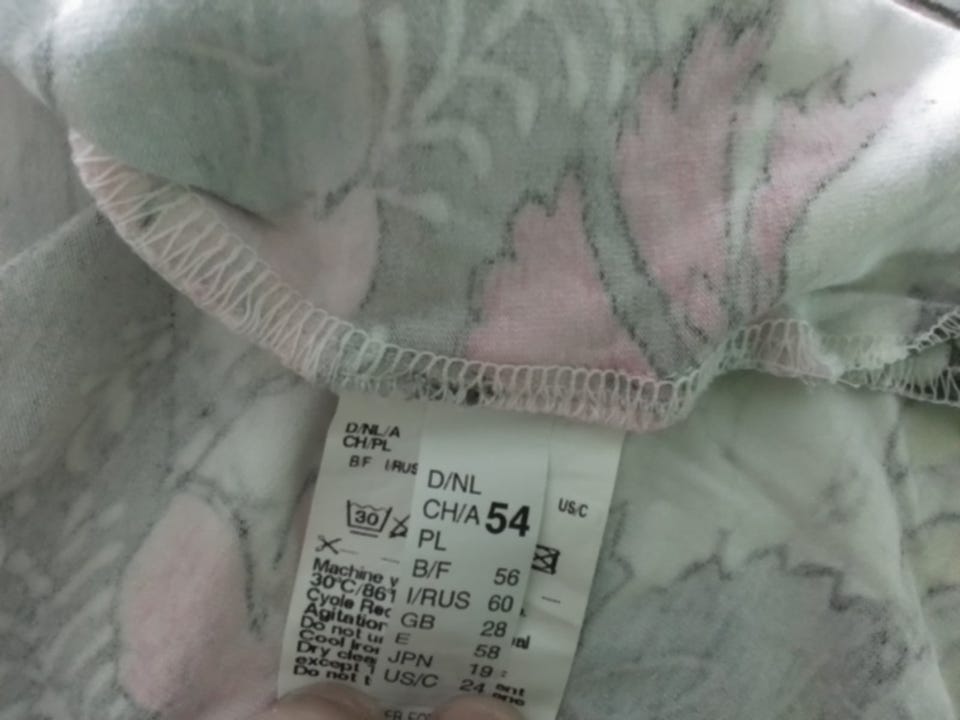 D/NL/A
CH/PL
B/F I/RUS
30
Machine
30°C/86°
Cycle
Agitation
Do not
Cool
Dry
except
Do not
D/NL
CH/A 54
PL
B/F 56
I/RUS 60
GB 28
E 58
JPN 19
US/C 24
US/C